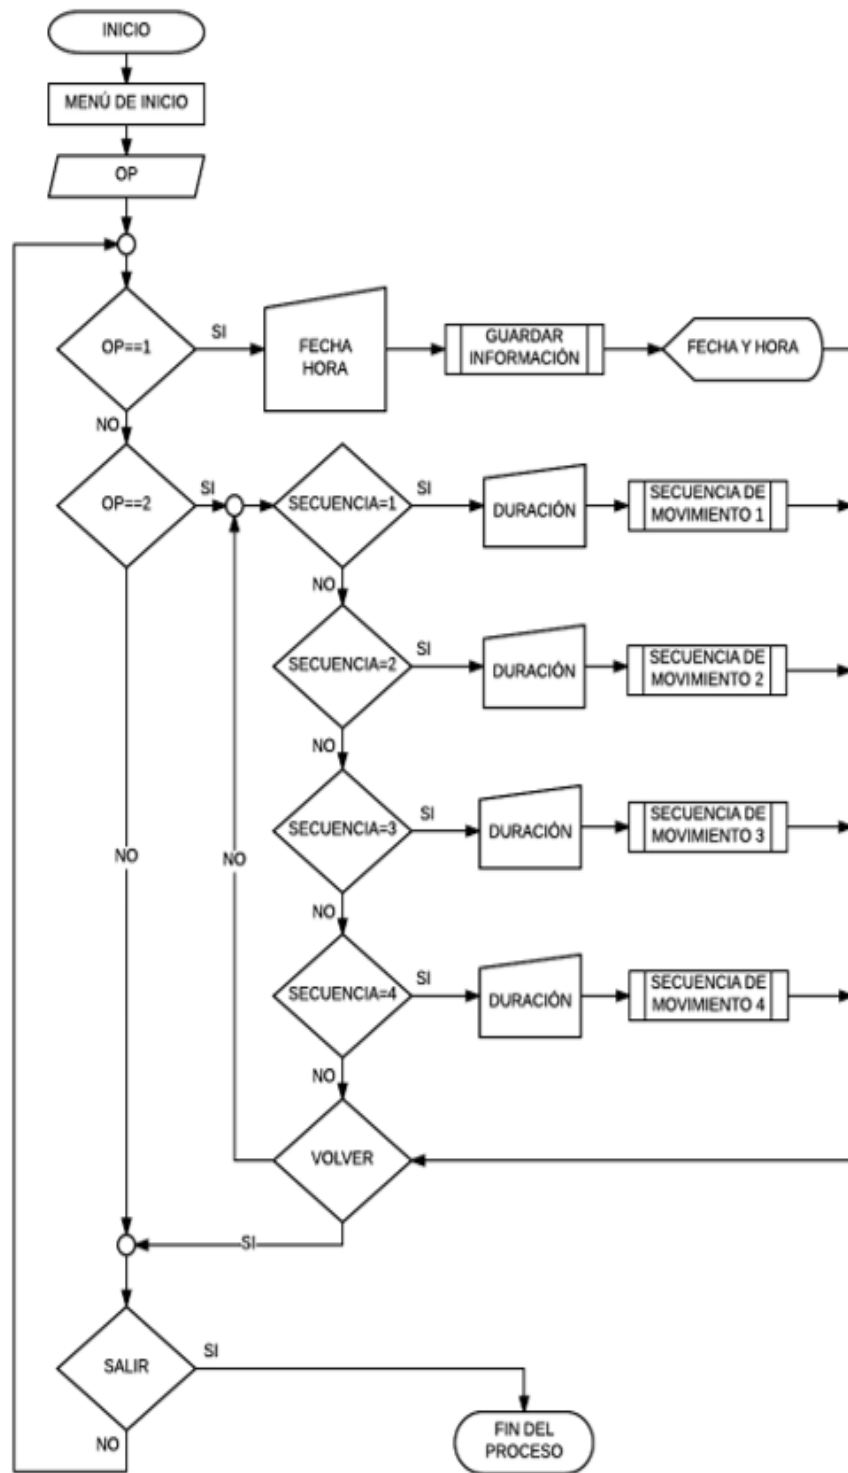 INICIO
MENÚ DE INICIO
OP
OP==1
SI
FECHA
HORA
GUARDAR
INFORMACIÓN
FECHA Y HORA
NO
OP==2
SI
SECUENCIA=1
SI
DURACIÓN
SECUENCIA DE
MOVIMIENTO 1
NO
SECUENCIA=2
SI
DURACIÓN
SECUENCIA DE
MOVIMIENTO 2
NO
SECUENCIA=3
SI
DURACIÓN
SECUENCIA DE
MOVIMIENTO 3
NO
NO
NO
SECUENCIA=4
SI
DURACIÓN
SECUENCIA DE
MOVIMIENTO 4
NO
VOLVER
SI
SALIR
SI
NO
FIN DEL
PROCESO